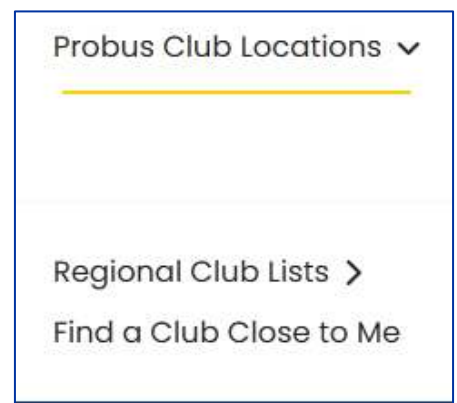 Probus Club Locations
Regional Club Lists
Find a Club Close to Me